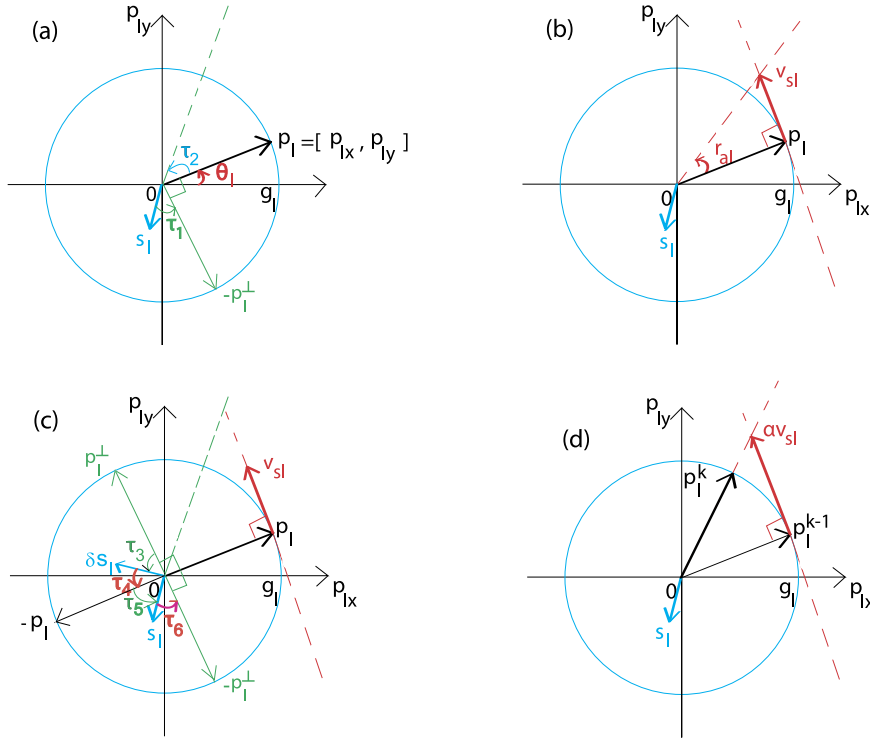 (a)
p_ly
τ_2
p_l =[ p_lx , p_ly ]
θ_l
0
g_l
s_l
τ_1
-p_l^⊥
(b)
p_ly
v_sl
p_l
r_al
0
g_l
p_lx
s_l
(c)
p_ly
p_l^⊥
v_sl
τ_3
p_l
δs_l
τ_4
0
g_l
p_lx
τ_5
-p_l
s_l
τ_6
-p_l^⊥
(d)
p_ly
αv_sl
p_l^k
p_l^k-1
0
g_l
p_lx
s_l